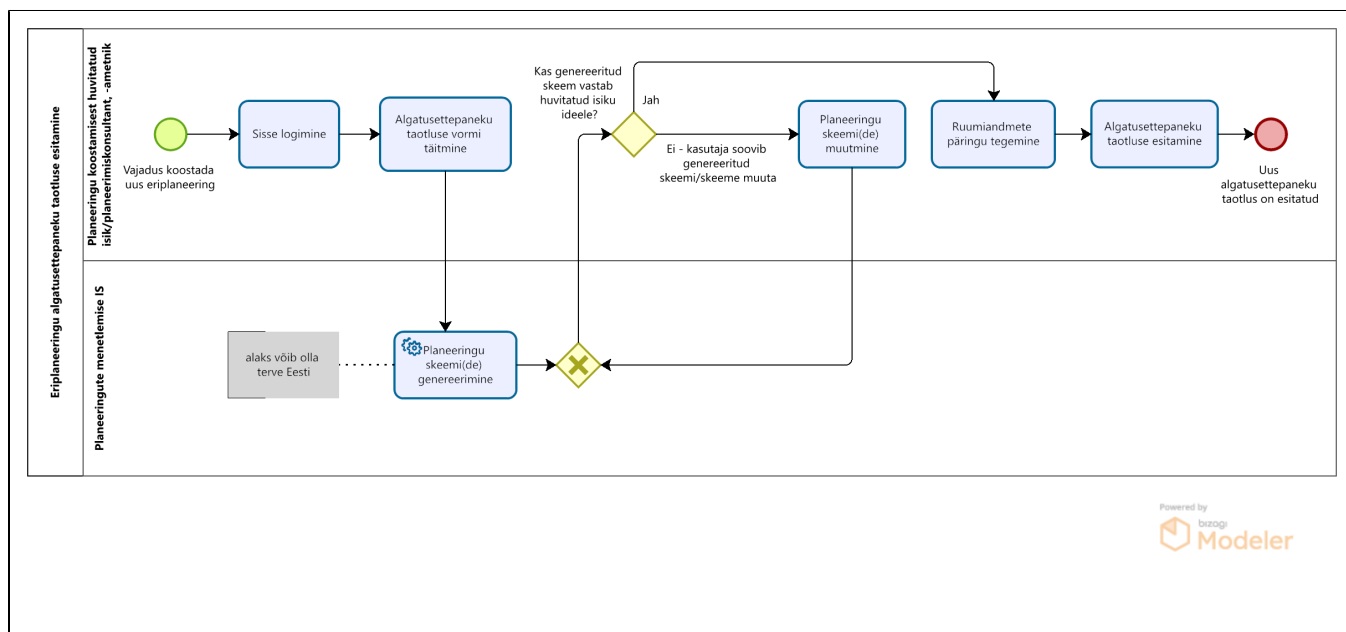 Eriplaneeringu algatusettepaneku taotluse esitamine
Planeeringu koostamisest huvitatud
isik/planeerimiskonsultant, -ametnik
Vajadus koostada
uus eriplaneering
Sisse logimine
Algatusettepaneku
taotluse vormi
täitmine
Kas genereeritud
skeem vastab
huvitatud isiku
ideele?
Jah
Ei - kasutaja soovib
genereeritud
skeemi/skeeme muuta
Planeeringu
skeemi(de)
muutmine
Ruumiandmete
päringu tegemine
Algatusettepaneku
taotluse esitamine
Uus
algatusettepaneku
taotlus on esitatud
Planeeringute menetlemise IS
alaks võib olla
terve Eesti
Planeeringu
skeemi(de)
genereerimine
Powered by
bizagi
Modeler